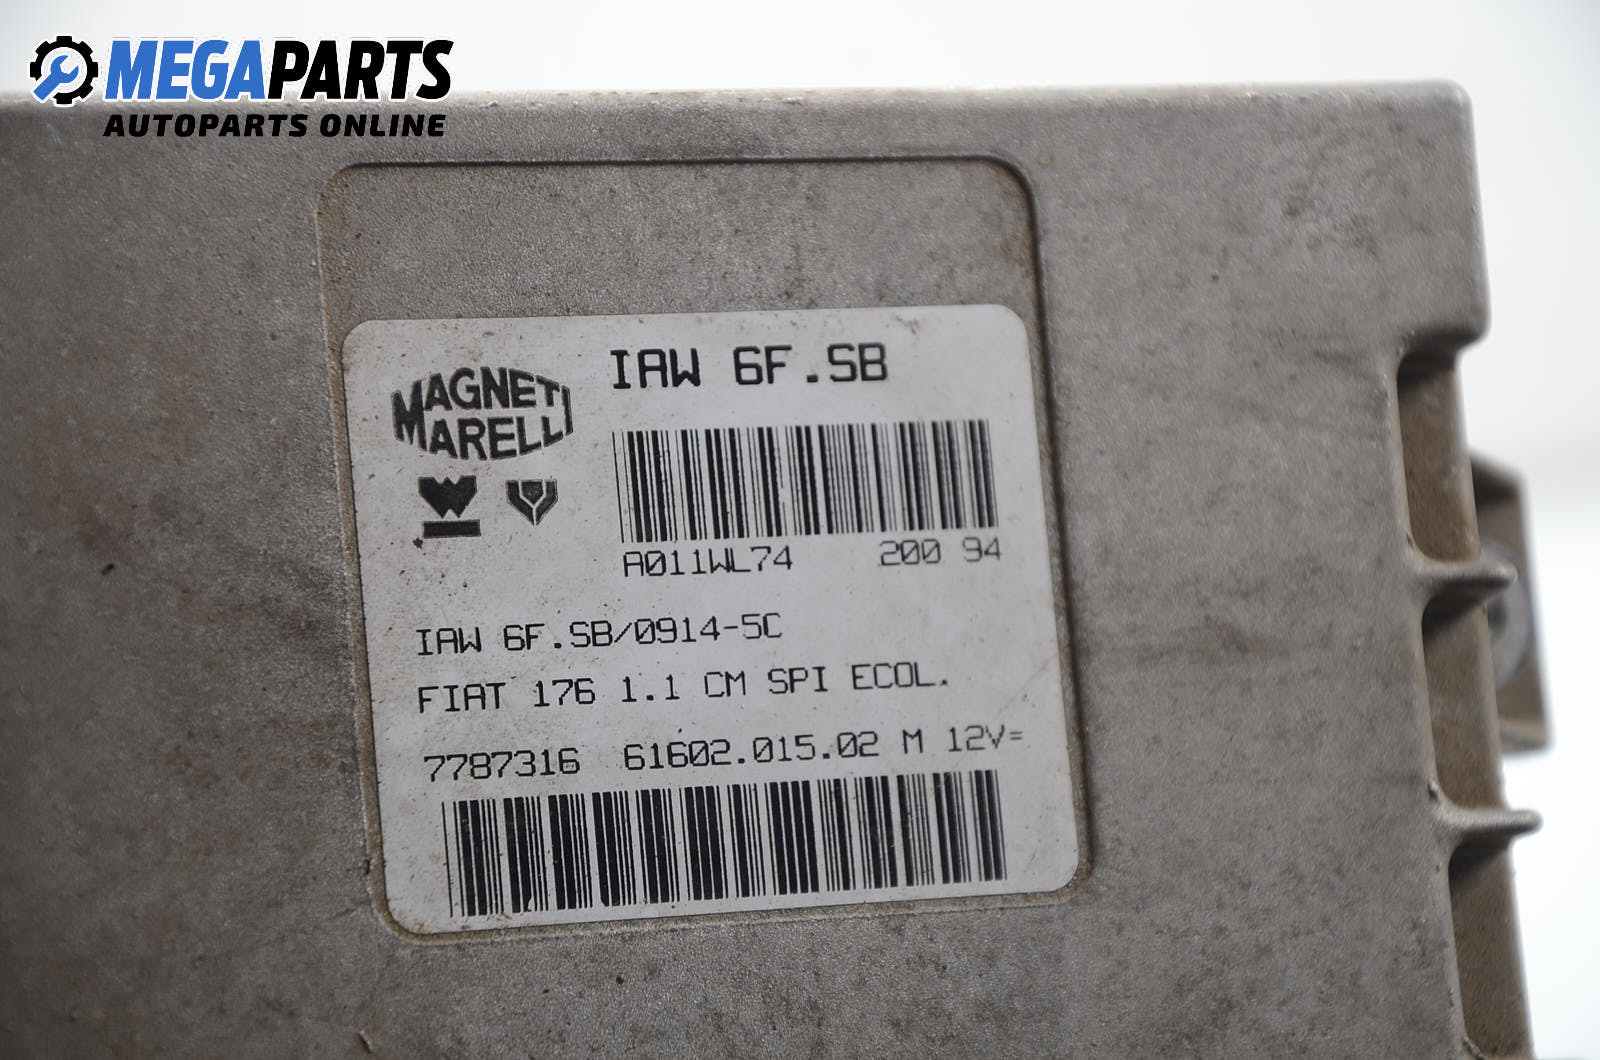 MEGAPARTS
AUTOPARTS ONLINE
MAGNETI MARELLI
IAW 6F.SB
A011WL74 200 94
IAW 6F.SB/0914-5C
FIAT 176 1.1 CM SPI ECOL.
7787316 61602.015.02 M 12V=